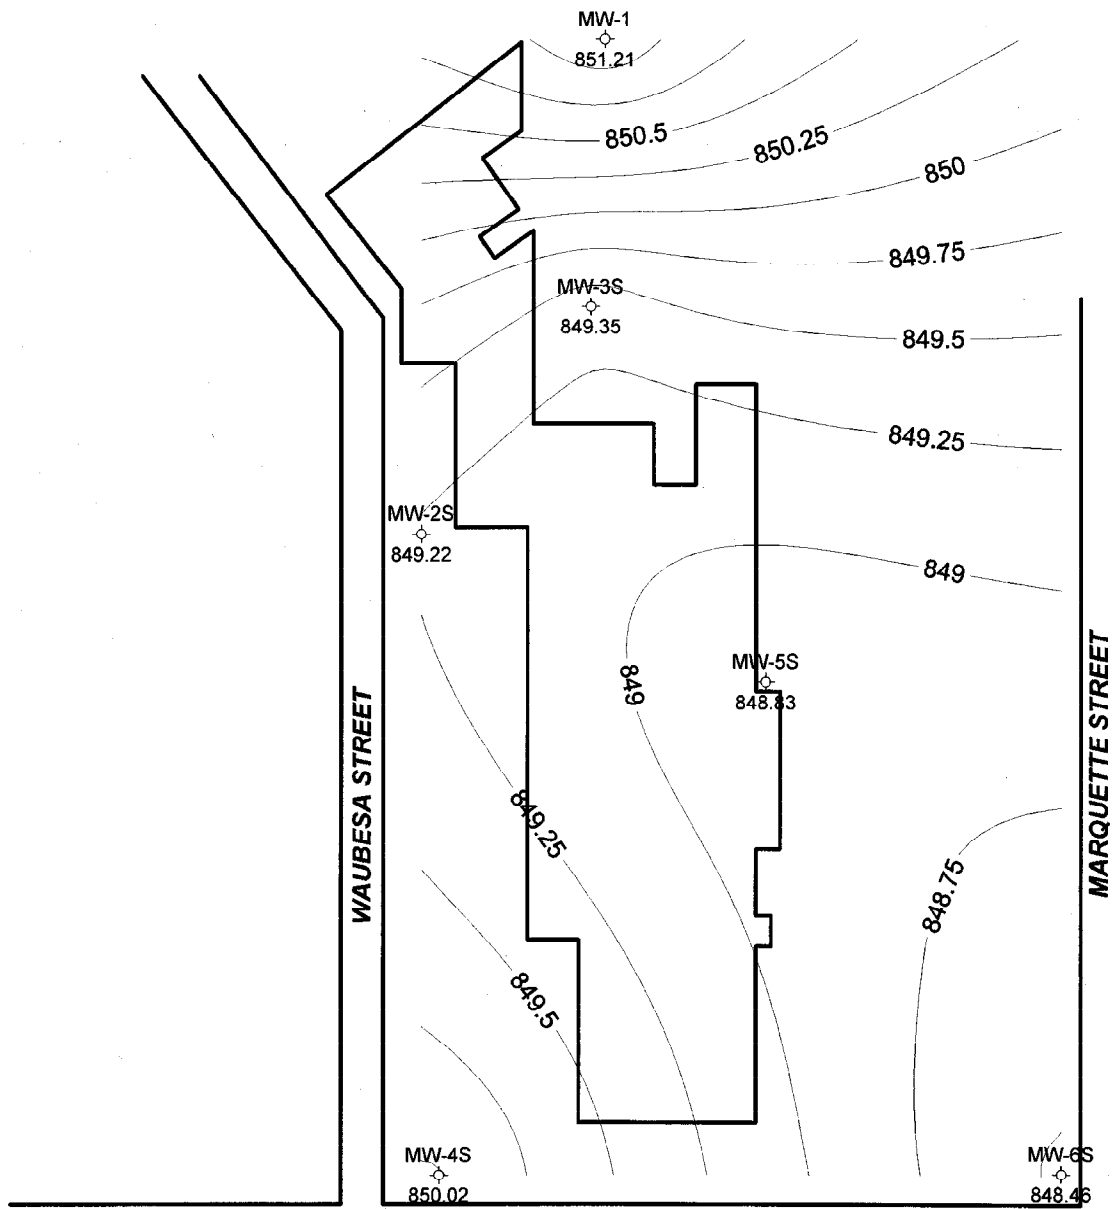 MW-1
851.21
850.5
850.25
850
849.75
MW-3S
849.35
849.5
849.25
MW-2S
849.22
849
MW-5S
848.83
849
WAUBESA STREET
MARQUETTE STREET
849.25
848.75
849.5
MW-4S
850.02
MW-6S
848.46